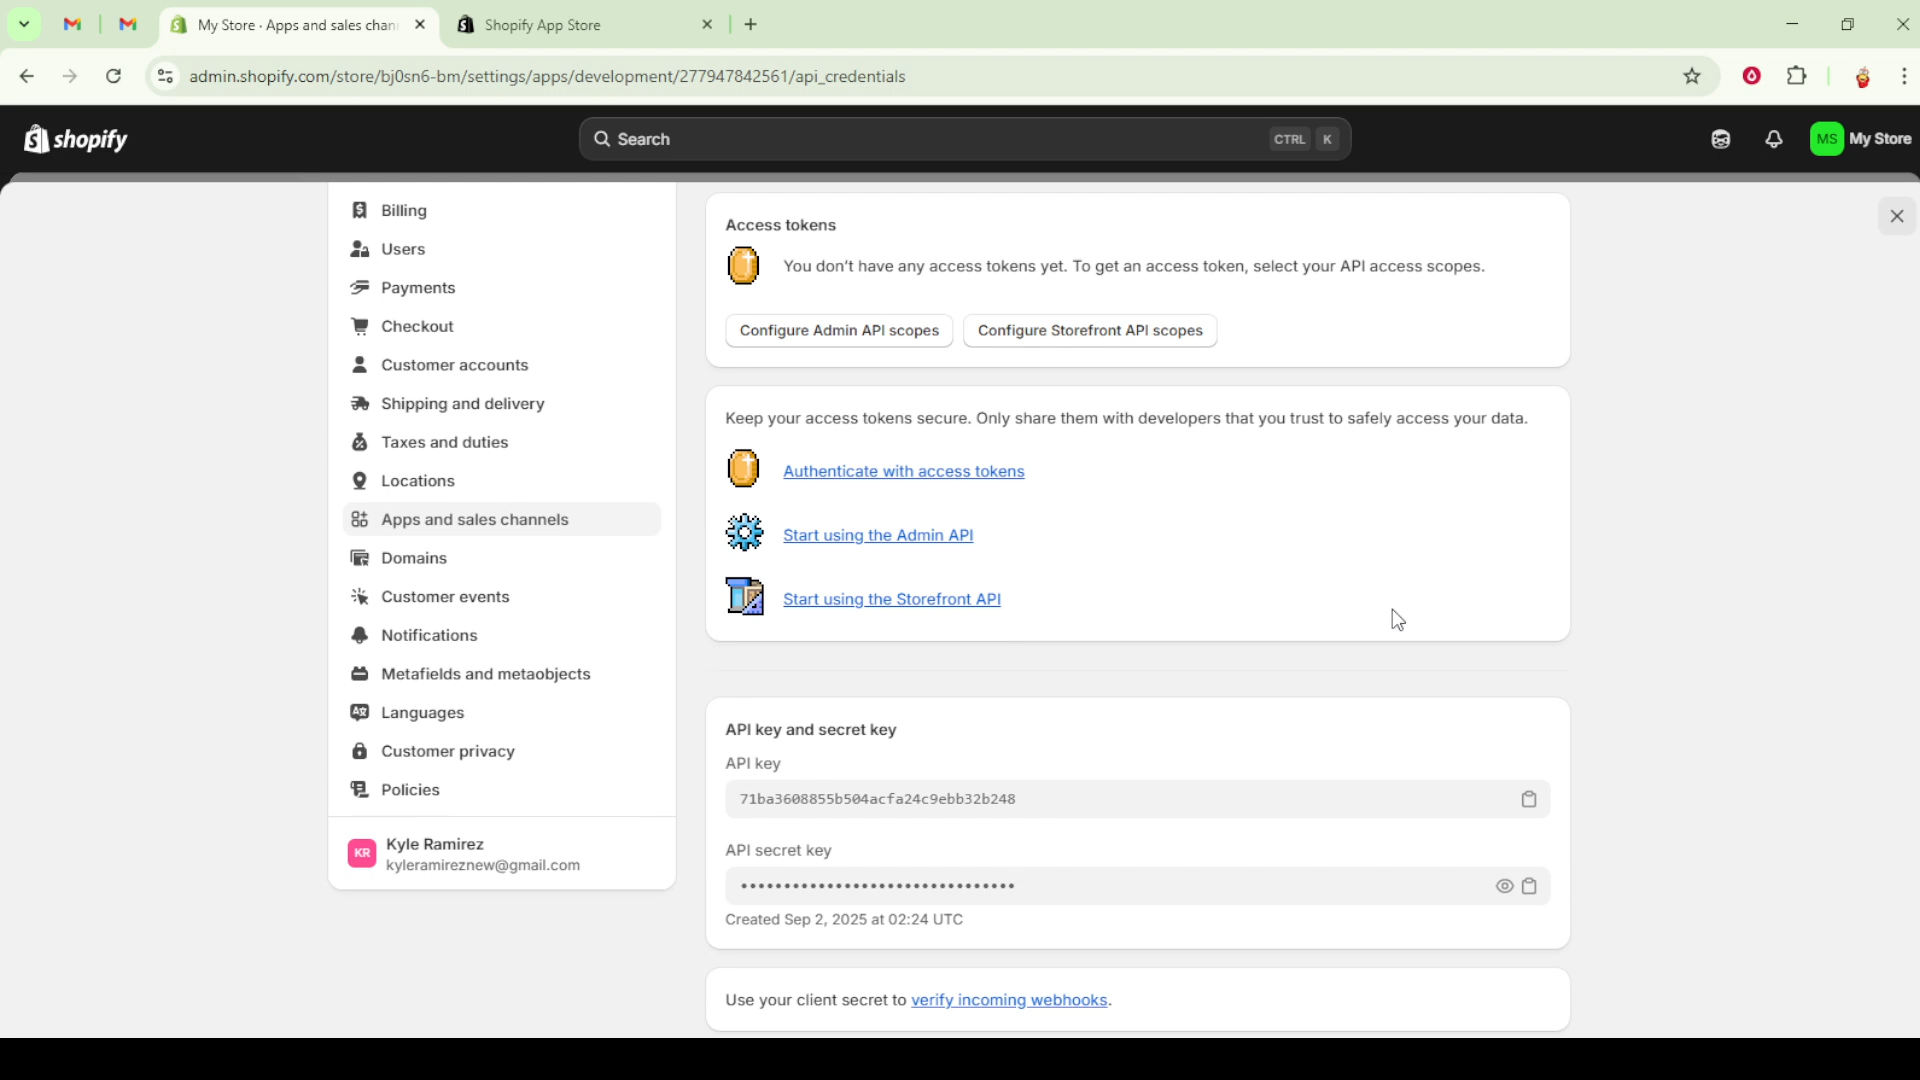 My Store · Apps and sales chan
Shopify App Store
admin.shopify.com/store/bj0sn6-bm/settings/apps/development/277947842561/api_credentials
shopify
Search
CTRL K
MS My Store
Billing
Users
Payments
Checkout
Customer accounts
Shipping and delivery
Taxes and duties
Locations
Apps and sales channels
Domains
Customer events
Notifications
Metafields and metaobjects
Languages
Customer privacy
Policies
KR
Kyle Ramirez
kyleramireznew@gmail.com
Access tokens
You don't have any access tokens yet. To get an access token, select your API access scopes.
Configure Admin API scopes
Configure Storefront API scopes
Keep your access tokens secure. Only share them with developers that you trust to safely access your data.
Authenticate with access tokens
Start using the Admin API
Start using the Storefront API
API key and secret key
API key
71ba3608855b504acfa24c9ebb32b248
API secret key
••••••••••••••••••••••••••••••••
Created Sep 2, 2025 at 02:24 UTC
Use your client secret to verify incoming webhooks.